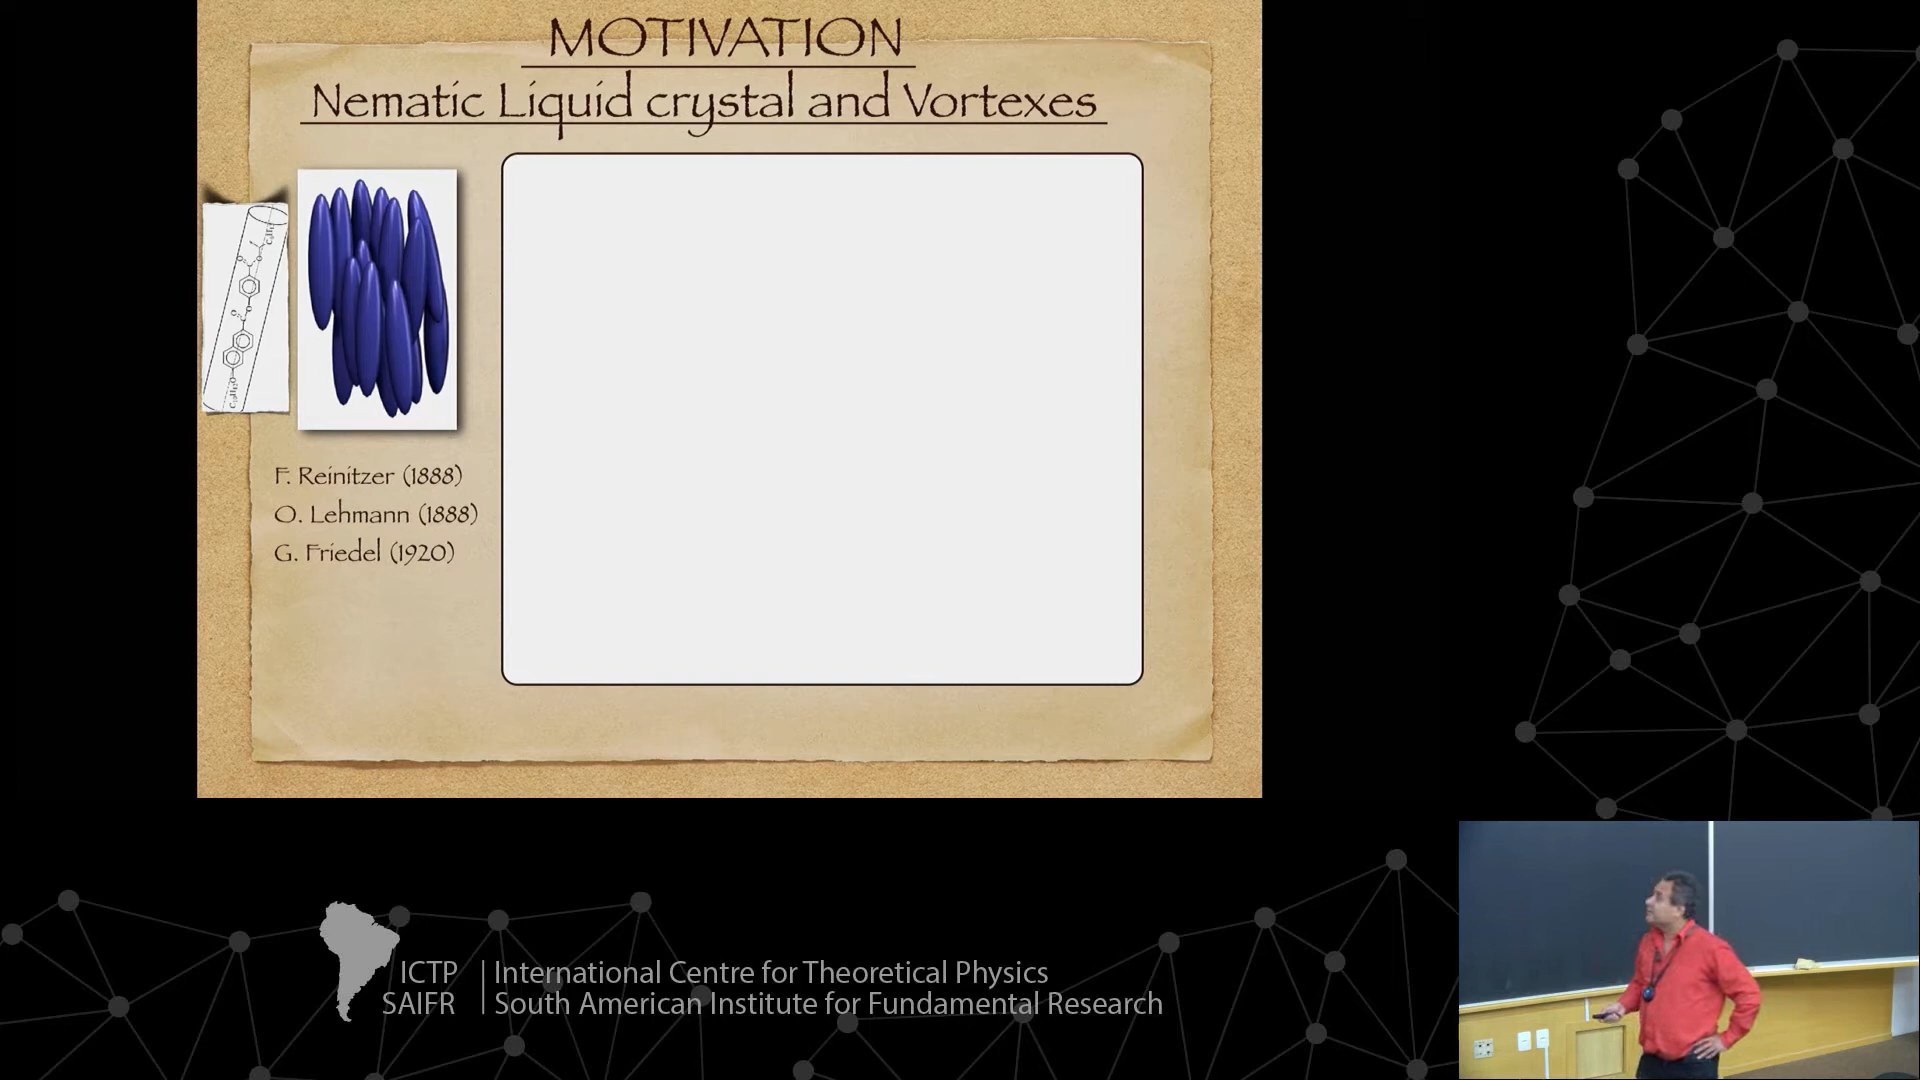 MOTIVATION
Nematic Liquid crystal and Vortexes
F. Reinitzer (1888)
O. Lehmann (1888)
G. Friedel (1920)
ICTP | International Centre for Theoretical Physics
SAIFR | South American Institute for Fundamental Research